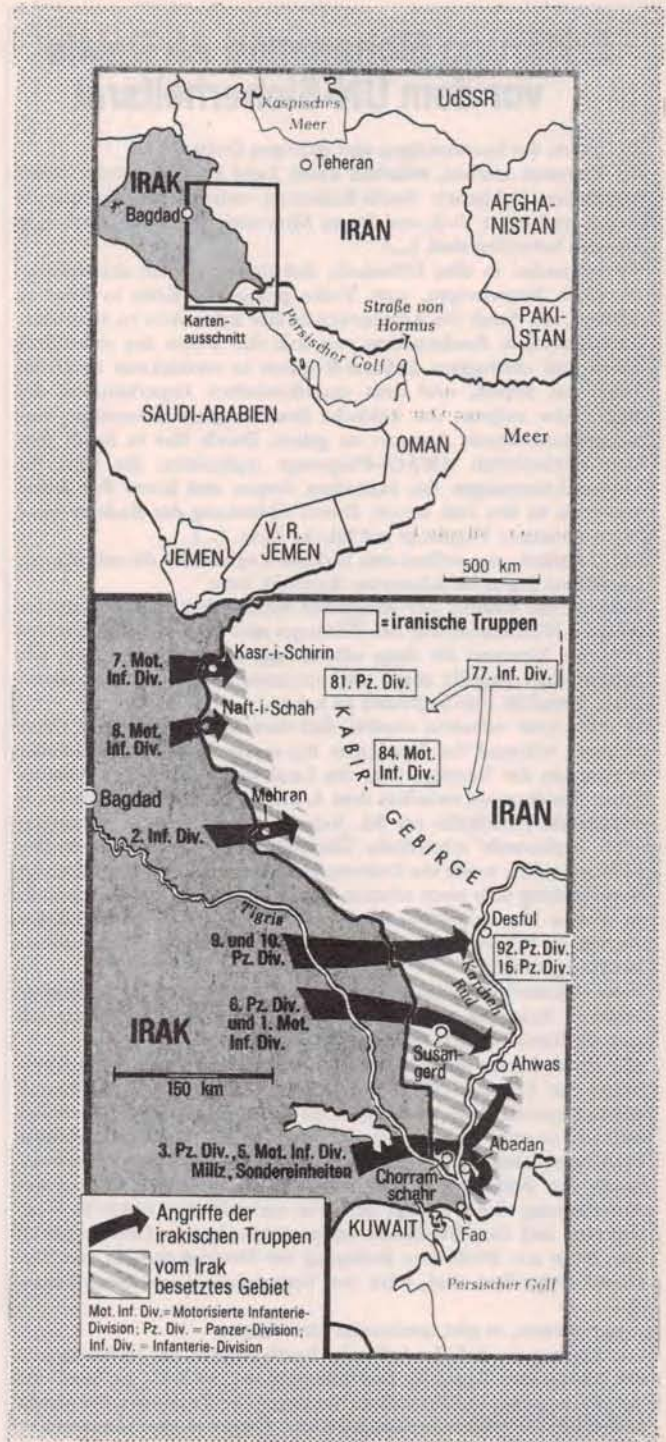 Kaspisches
Meer
UdSSR
Teheran
IRAK
Bagdad
IRAN
AFGHA-
NISTAN
PAKI-
STAN
Straße von
Hormus
Karten-
ausschnitt
Persischer Golf
SAUDI-ARABIEN
OMAN
Meer
V. R.
JEMEN
JEMEN
500 km
= iranische Truppen
7. Mot.
Inf. Div.
Kasr-i-Schirin
81. Pz. Div.
77. Inf. Div.
Naft-i-Schah
8. Mot.
Inf. Div.
84. Mot.
Inf. Div.
KABIR-GEBIRGE
Bagdad
Mehran
IRAN
2. Inf. Div.
Tigris
Desful
9. und 10.
Pz. Div.
92. Pz. Div.
16. Pz. Div.
Karcheh
6. Pz. Div.
und 1. Mot.
Inf. Div.
IRAK
Susan-
gerd
Ahwas
150 km
3. Pz. Div., 5. Mot. Inf. Div.
Miliz, Sondereinheiten
Abadan
Chorram-
schahr
KUWAIT
Fao
Persischer Golf
Angriffe der
irakischen Truppen
vom Irak
besetztes Gebiet
Mot. Inf. Div. = Motorisierte Infanterie-
Division; Pz. Div. = Panzer-Division;
Inf. Div. = Infanterie-Division